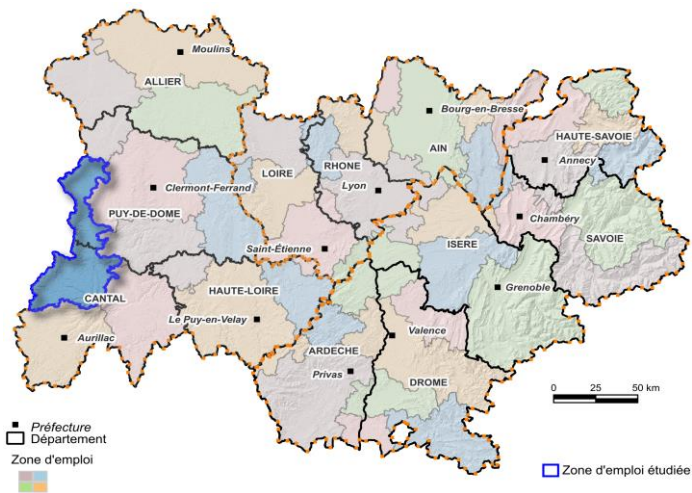 Moulins
ALLIER
Bourg-en-Bresse
HAUTE-SAVOIE
AIN
LOIRE
RHONE
Annecy
Clermont-Ferrand
Lyon
PUY-DE-DOME
Chambéry
SAVOIE
Saint-Étienne
ISERE
HAUTE-LOIRE
Grenoble
CANTAL
Le Puy-en-Velay
Aurillac
Valence
ARDECHE
Privas
DROME
0 25 50 km
Préfecture
Département
Zone d'emploi
Zone d'emploi étudiée